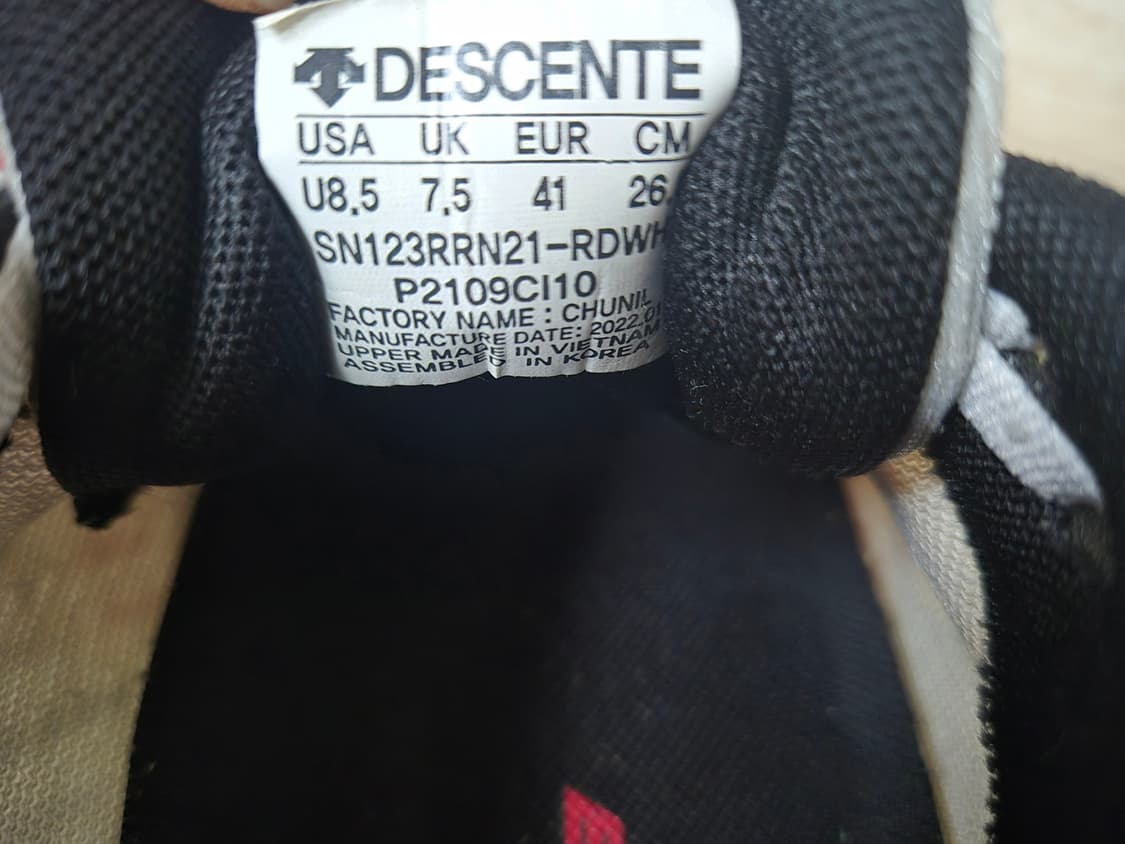 DESCENTE
USA UK EUR CM
U8.5 7.5 41 26
SN123RRN21-RDWH
P2109CI10
FACTORY NAME : CHUNIL
MANUFACTURE DATE: 2022.01
UPPER MADE IN VIETNAM
ASSEMBLED IN KOREA